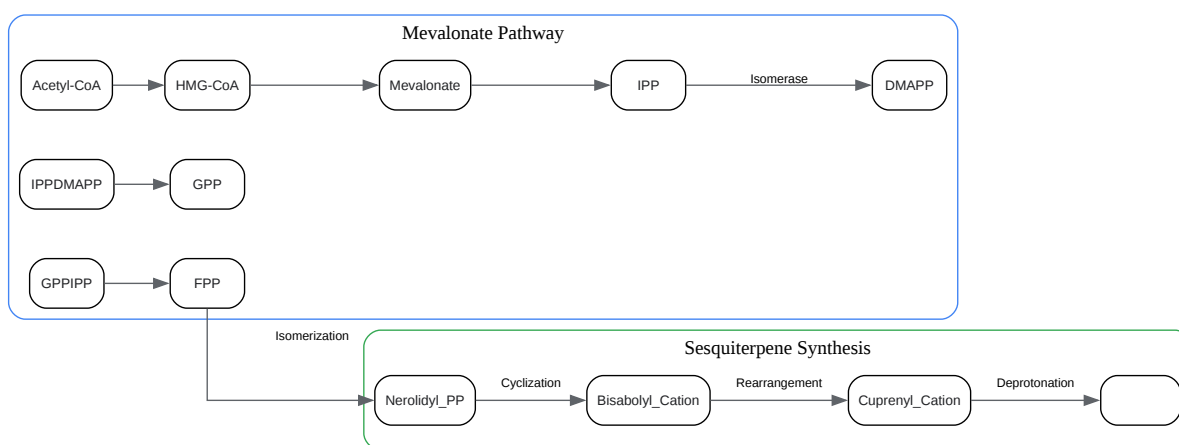 Mevalonate Pathway
Acetyl-CoA
HMG-CoA
Mevalonate
IPP
Isomerase
DMAPP
IPPDMAPP
GPP
GPPIPP
FPP
Isomerization
Sesquiterpene Synthesis
Nerolidyl_PP
Cyclization
Bisabolyl_Cation
Rearrangement
Cuprenyl_Cation
Deprotonation